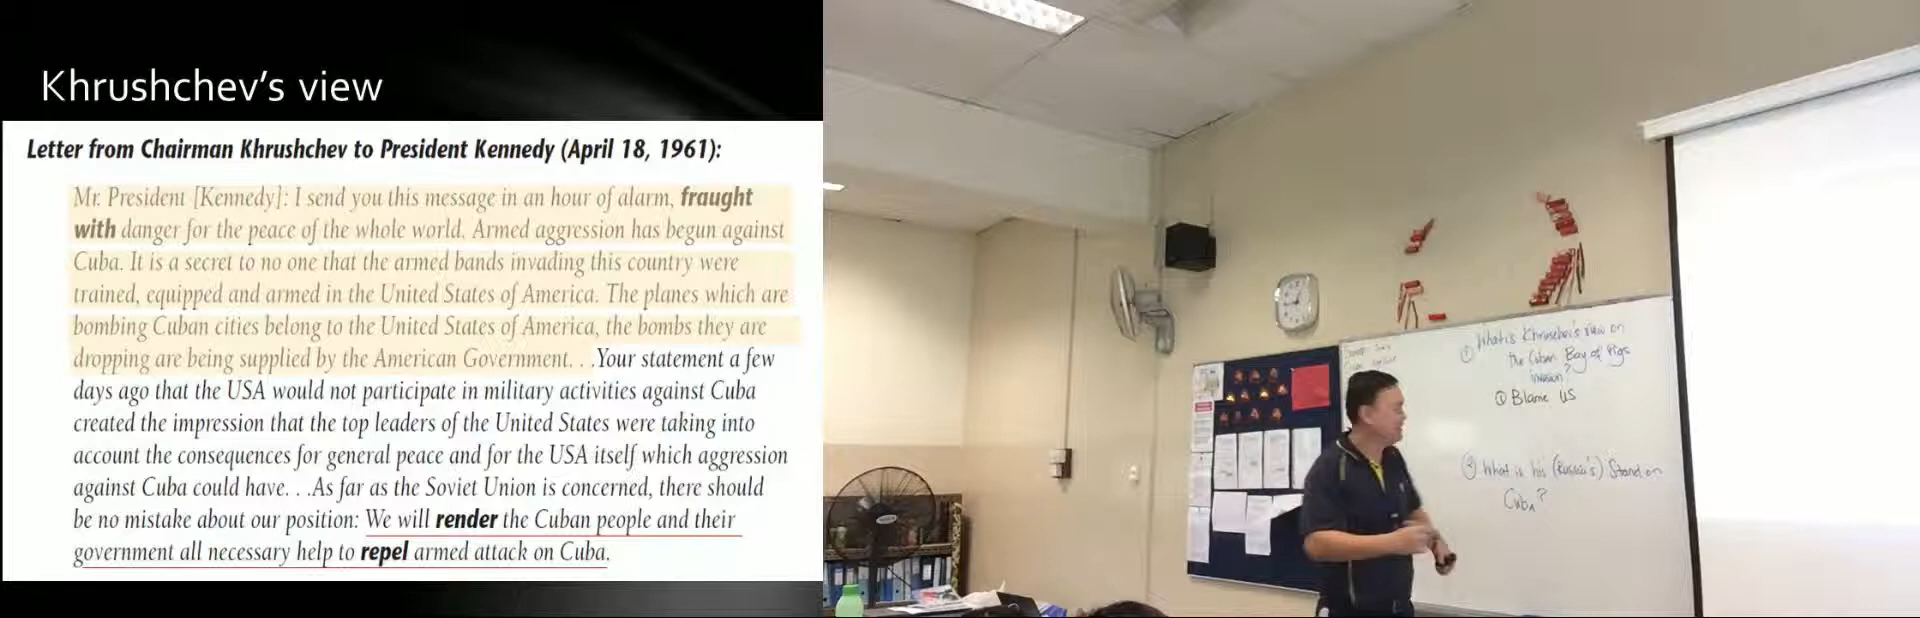 Khrushchev's view
Letter from Chairman Khrushchev to President Kennedy (April 18, 1961):
Mr. President [Kennedy]: I send you this message in an hour of alarm, fraught
with danger for the peace of the whole world. Armed aggression has begun against
Cuba. It is a secret to no one that the armed bands invading this country were
trained, equipped and armed in the United States of America. The planes which are
bombing Cuban cities belong to the United States of America, the bombs they are
dropping are being supplied by the American Government. . .Your statement a few
days ago that the USA would not participate in military activities against Cuba
created the impression that the top leaders of the United States were taking into
account the consequences for general peace and for the USA itself which aggression
against Cuba could have. . .As far as the Soviet Union is concerned, there should
be no mistake about our position: We will render the Cuban people and their
government all necessary help to repel armed attack on Cuba.
① What is Khrushchev's view on
the Cuban Bay of Pigs
invasion?
① Blame US
② What is his (Russia's) Stand on
Cuba?